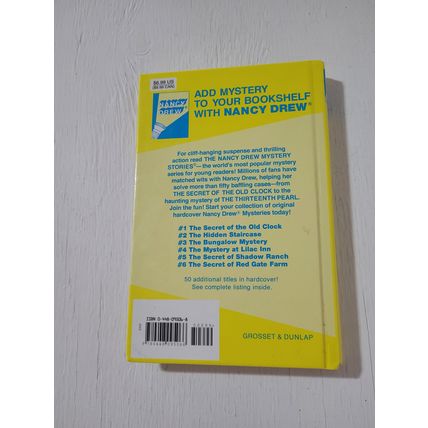 $6.99 US
($9.99 CAN)
NANCY
DREW
ADD MYSTERY
TO YOUR BOOKSHELF
WITH NANCY DREW®
For cliff-hanging suspense and thrilling
action read THE NANCY DREW MYSTERY
STORIES®—the world's most popular mystery
series for young readers! Millions of fans have
matched wits with Nancy Drew, helping her
solve more than fifty baffling cases—from
THE SECRET OF THE OLD CLOCK to the
haunting mystery of THE THIRTEENTH PEARL.
Join the fun! Start your collection of original
hardcover Nancy Drew® Mysteries today!
#1 The Secret of the Old Clock
#2 The Hidden Staircase
#3 The Bungalow Mystery
#4 The Mystery at Lilac Inn
#5 The Secret of Shadow Ranch
#6 The Secret of Red Gate Farm
50 additional titles in hardcover!
See complete listing inside.
GROSSET & DUNLAP